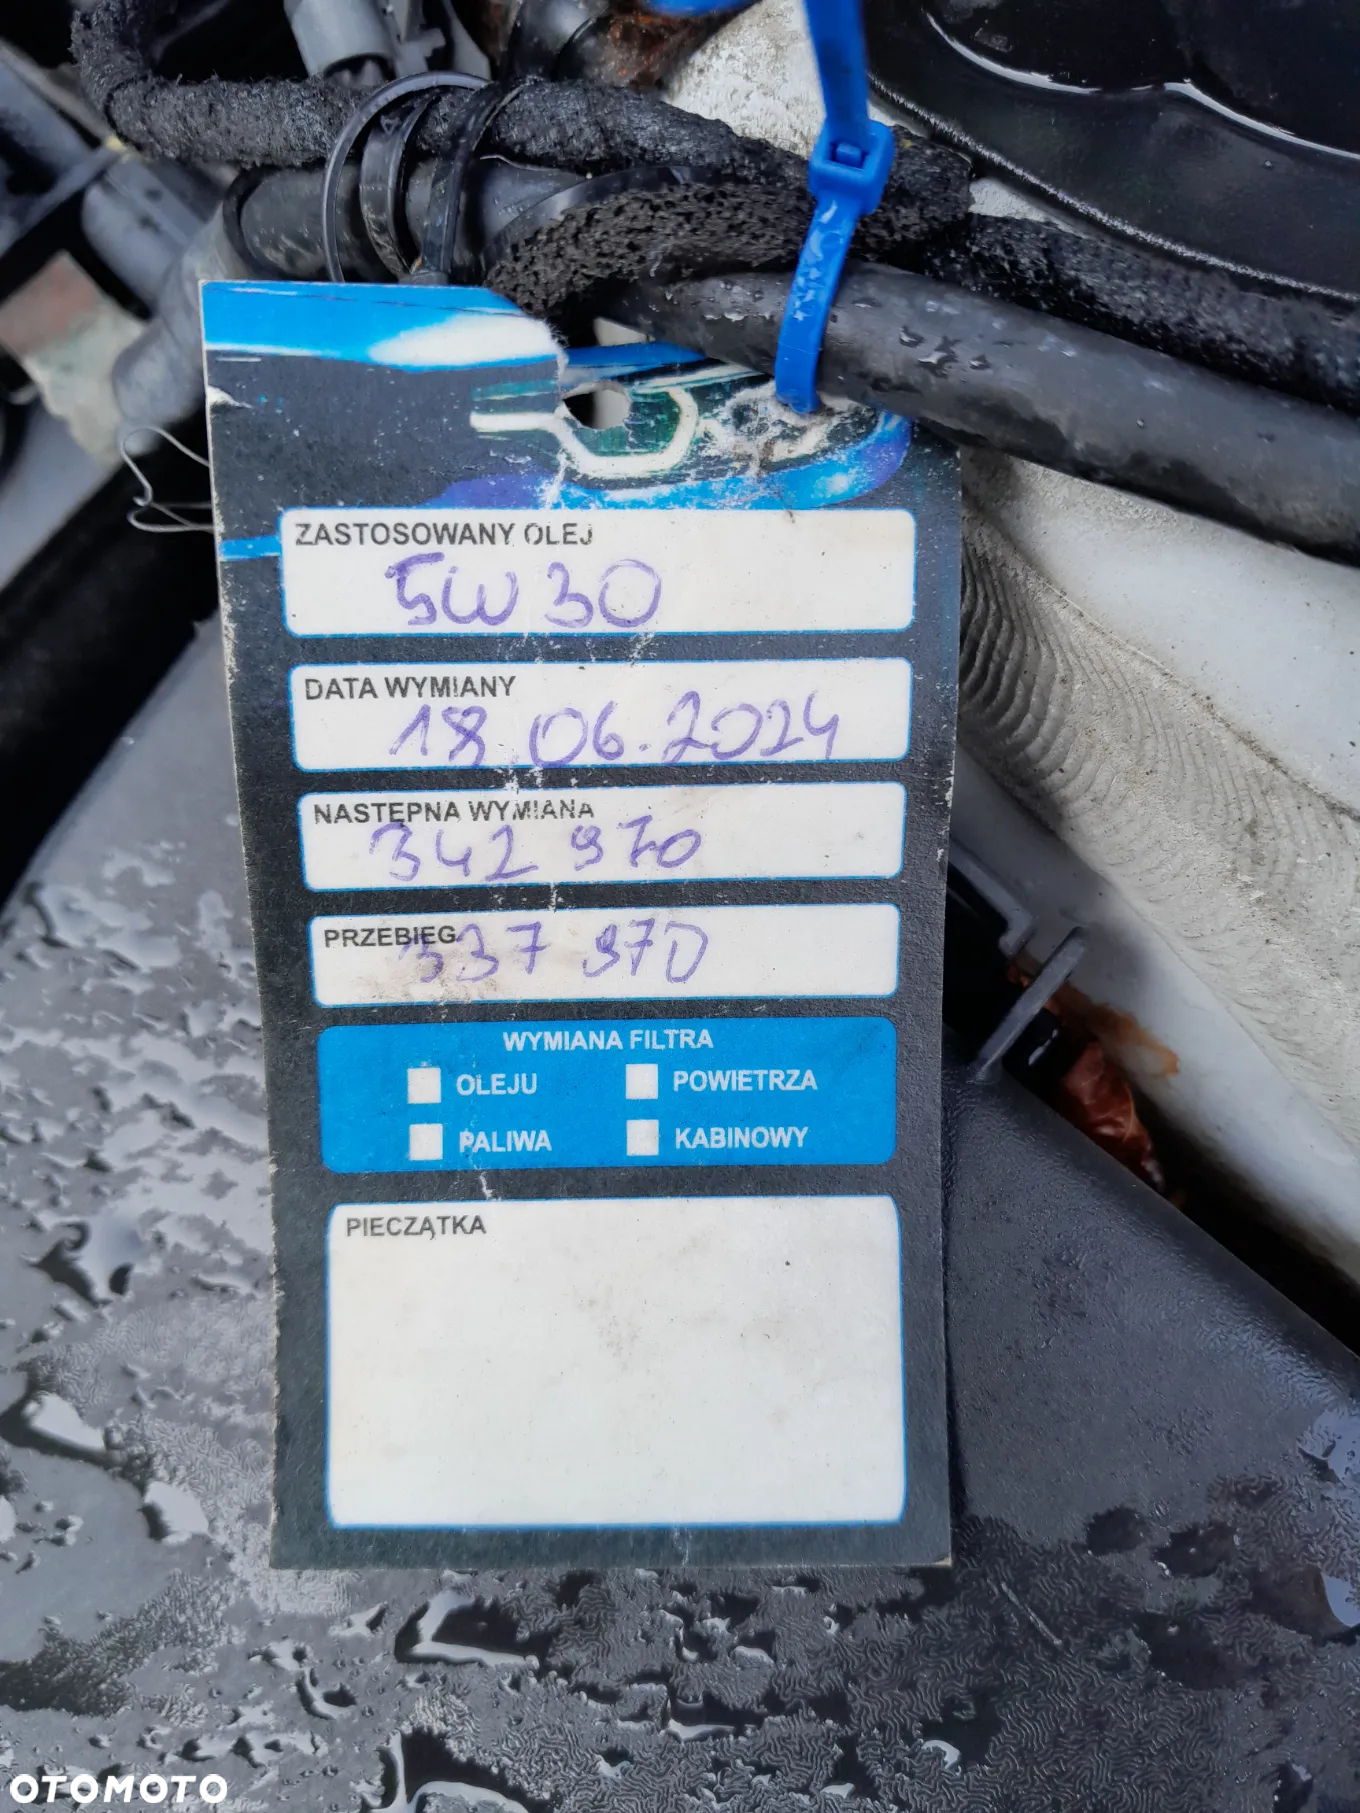 ZASTOSOWANY OLEJ
5W30
DATA WYMIANY
18.06.2024
NASTĘPNA WYMIANA
342 970
PRZEBIEG
337 970
WYMIANA FILTRA
OLEJU POWIETRZA
PALIWA KABINOWY
PIECZĄTKA
OTOMOTO